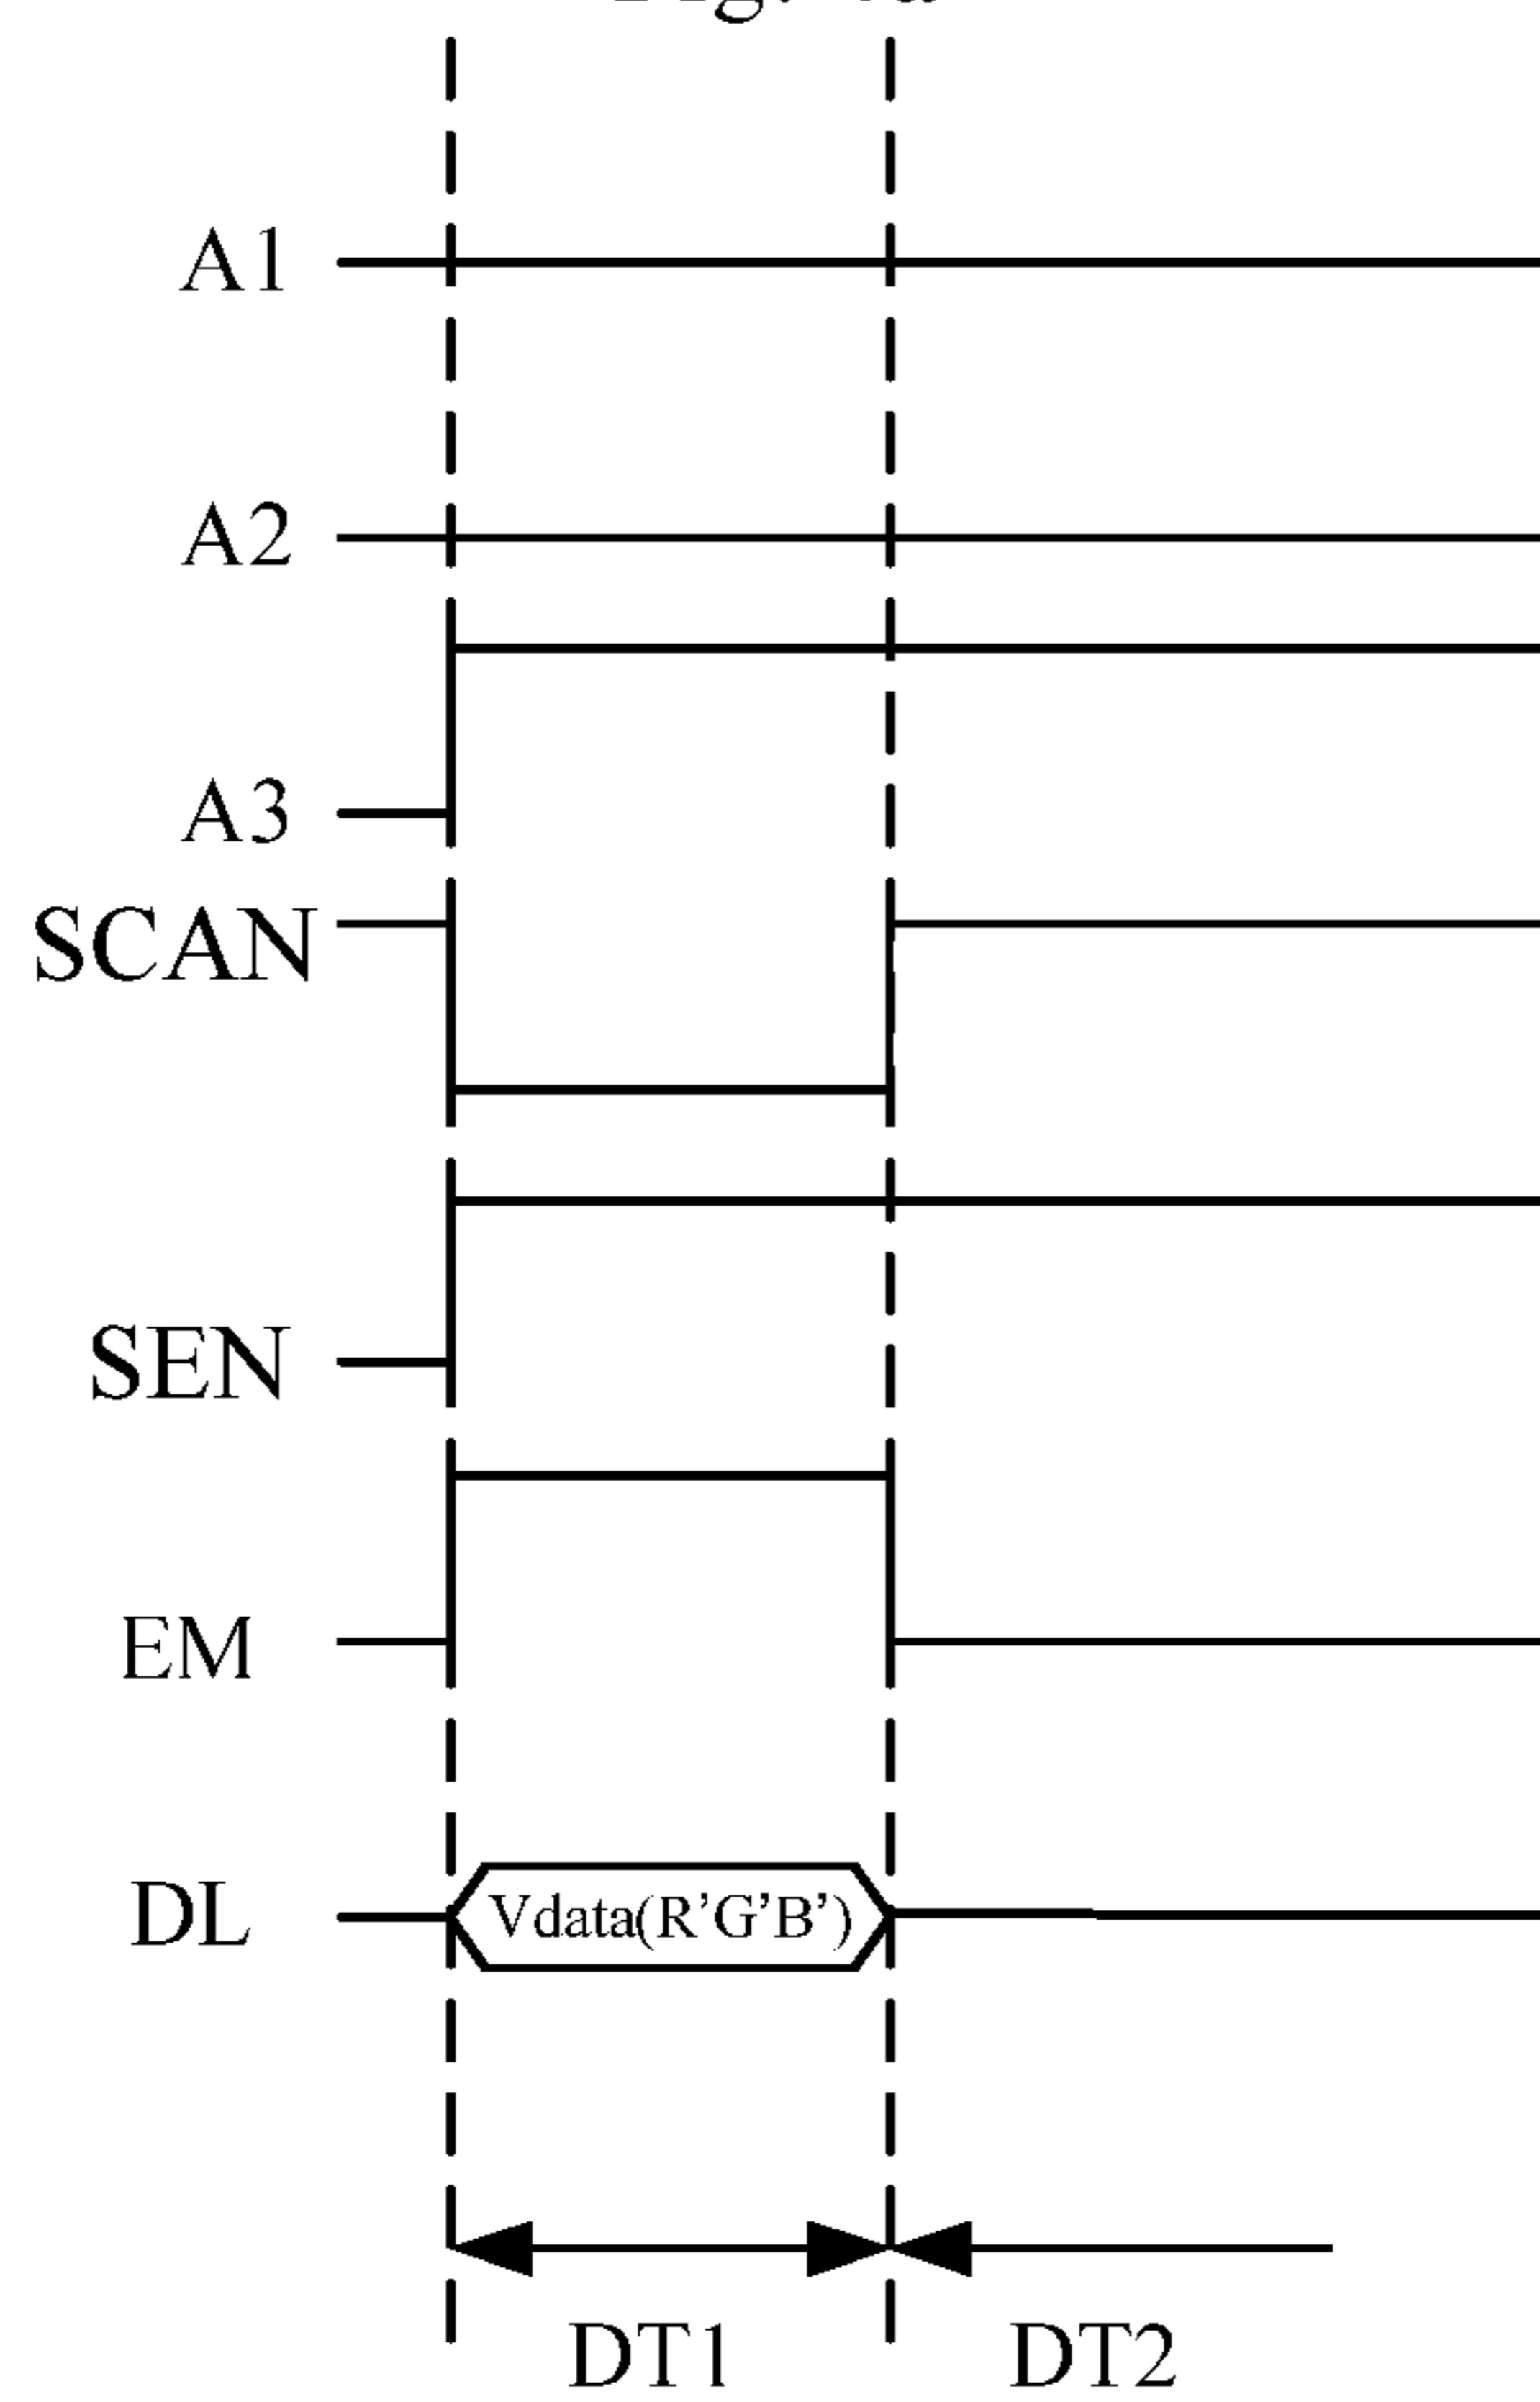 A1
A2
A3
SCAN
SEN
EM
DL
Vdata(R’G’B’)
DT1
DT2